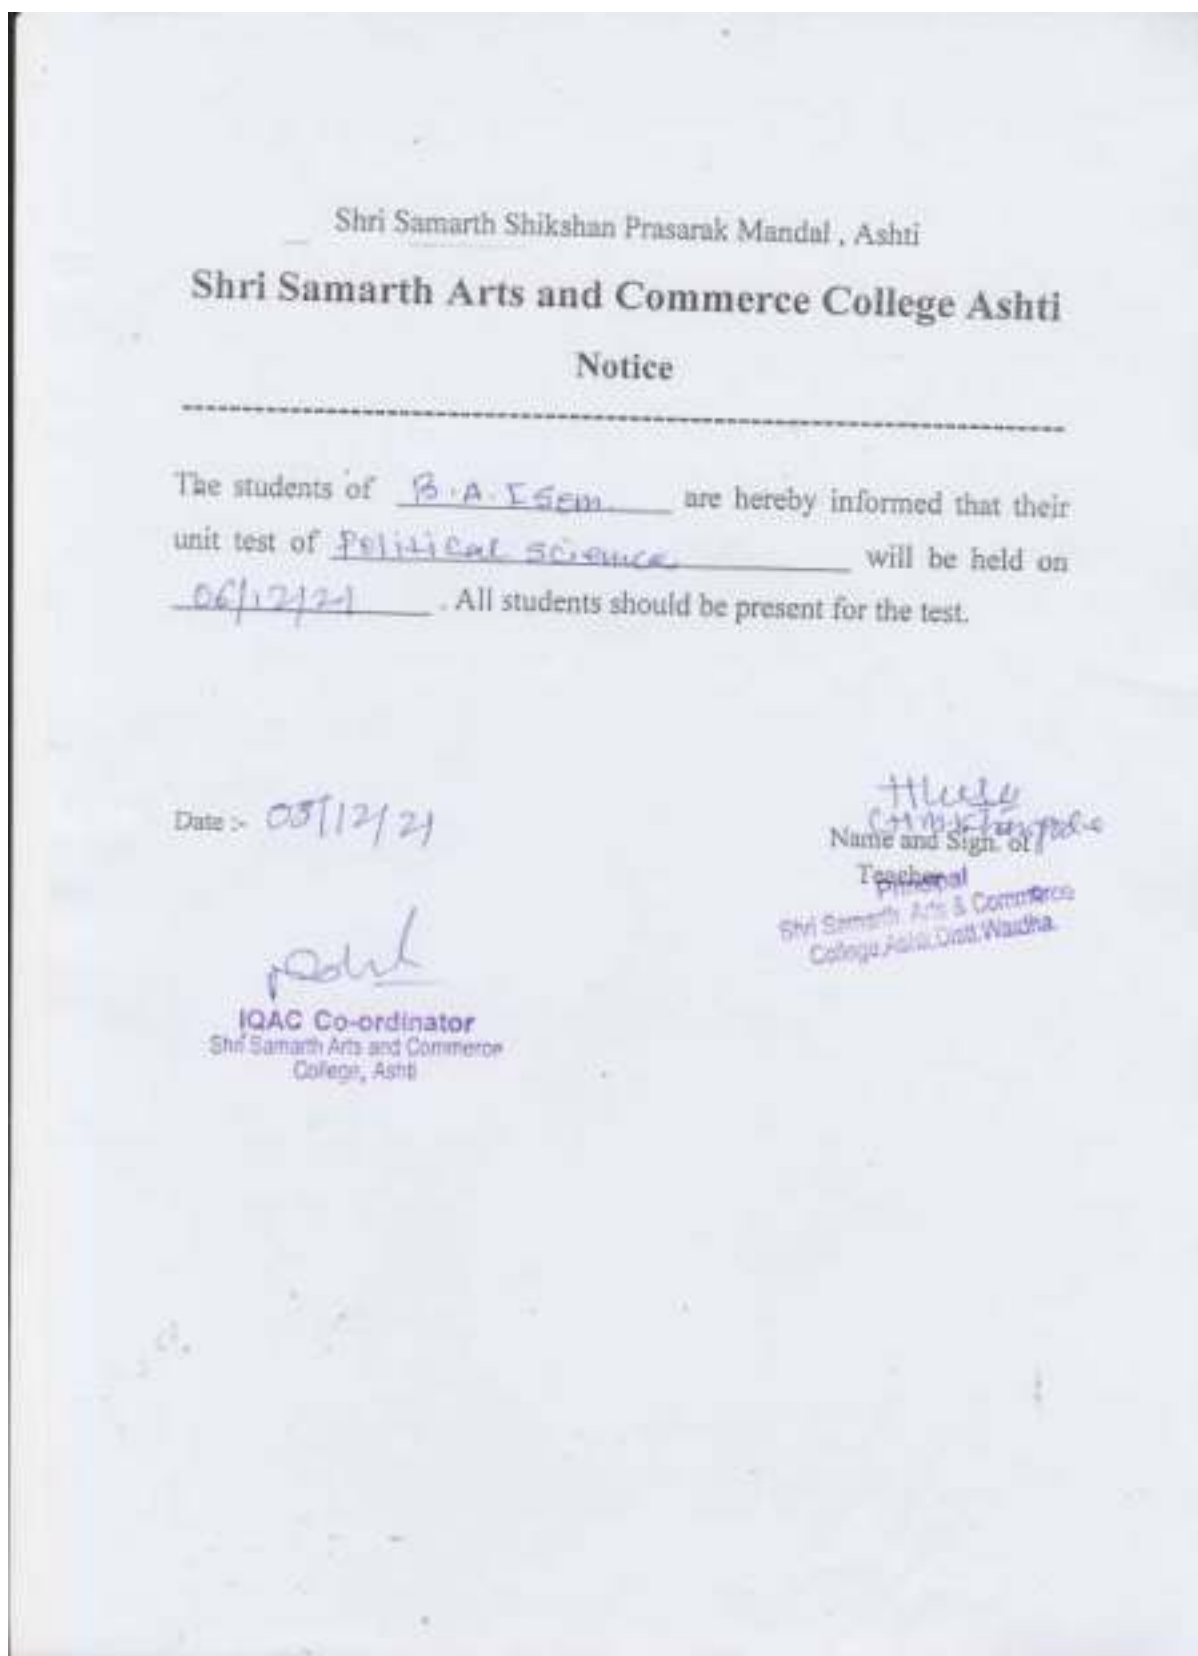 Shri Samarth Shikshan Prasarak Mandal , Ashti
Shri Samarth Arts and Commerce College Ashti
Notice
The students of B.A. I Sem. are hereby informed that their
unit test of Political Science will be held on
06/12/21 . All students should be present for the test.
Date :- 03/12/21
Name and Sign. of
Teacher
Principal
Shri Samarth Arts & Commerce
College, Ashti Distt. Wardha.
IQAC Co-ordinator
Shri Samarth Arts and Commerce
College, Ashti